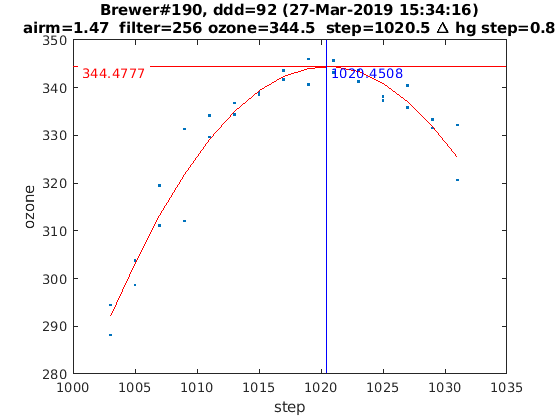 Brewer#190, ddd=92 (27-Mar-2019 15:34:16)
airm=1.47 filter=256 ozone=344.5 step=1020.5 Δ hg step=0.8
350
344.4777
1020.4508
340
330
320
310
300
290
280
ozone
1000 1005 1010 1015 1020 1025 1030 1035
step